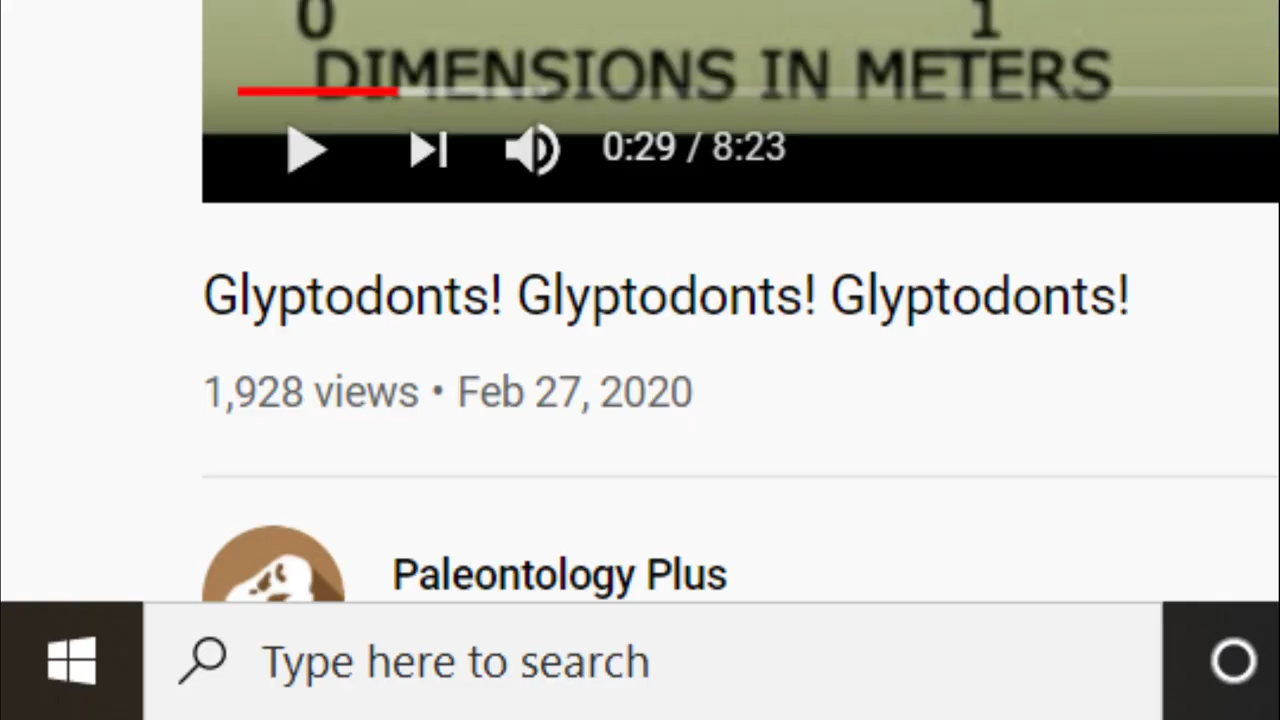 0 1
DIMENSIONS IN METERS
0:29 / 8:23
Glyptodonts! Glyptodonts! Glyptodonts!
1,928 views • Feb 27, 2020
Paleontology Plus
Type here to search